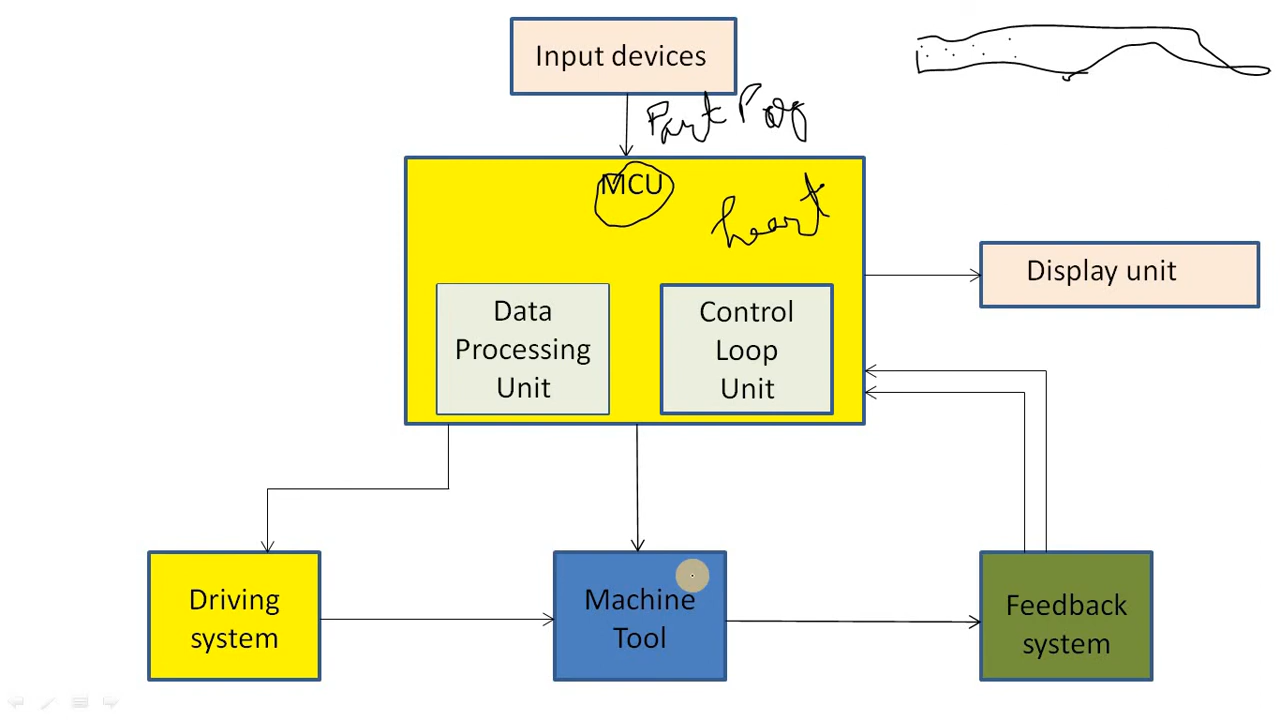 Input devices
Part Prog
MCU
heart
Display unit
Data
Processing
Unit
Control
Loop
Unit
Driving
system
Machine
Tool
Feedback
system